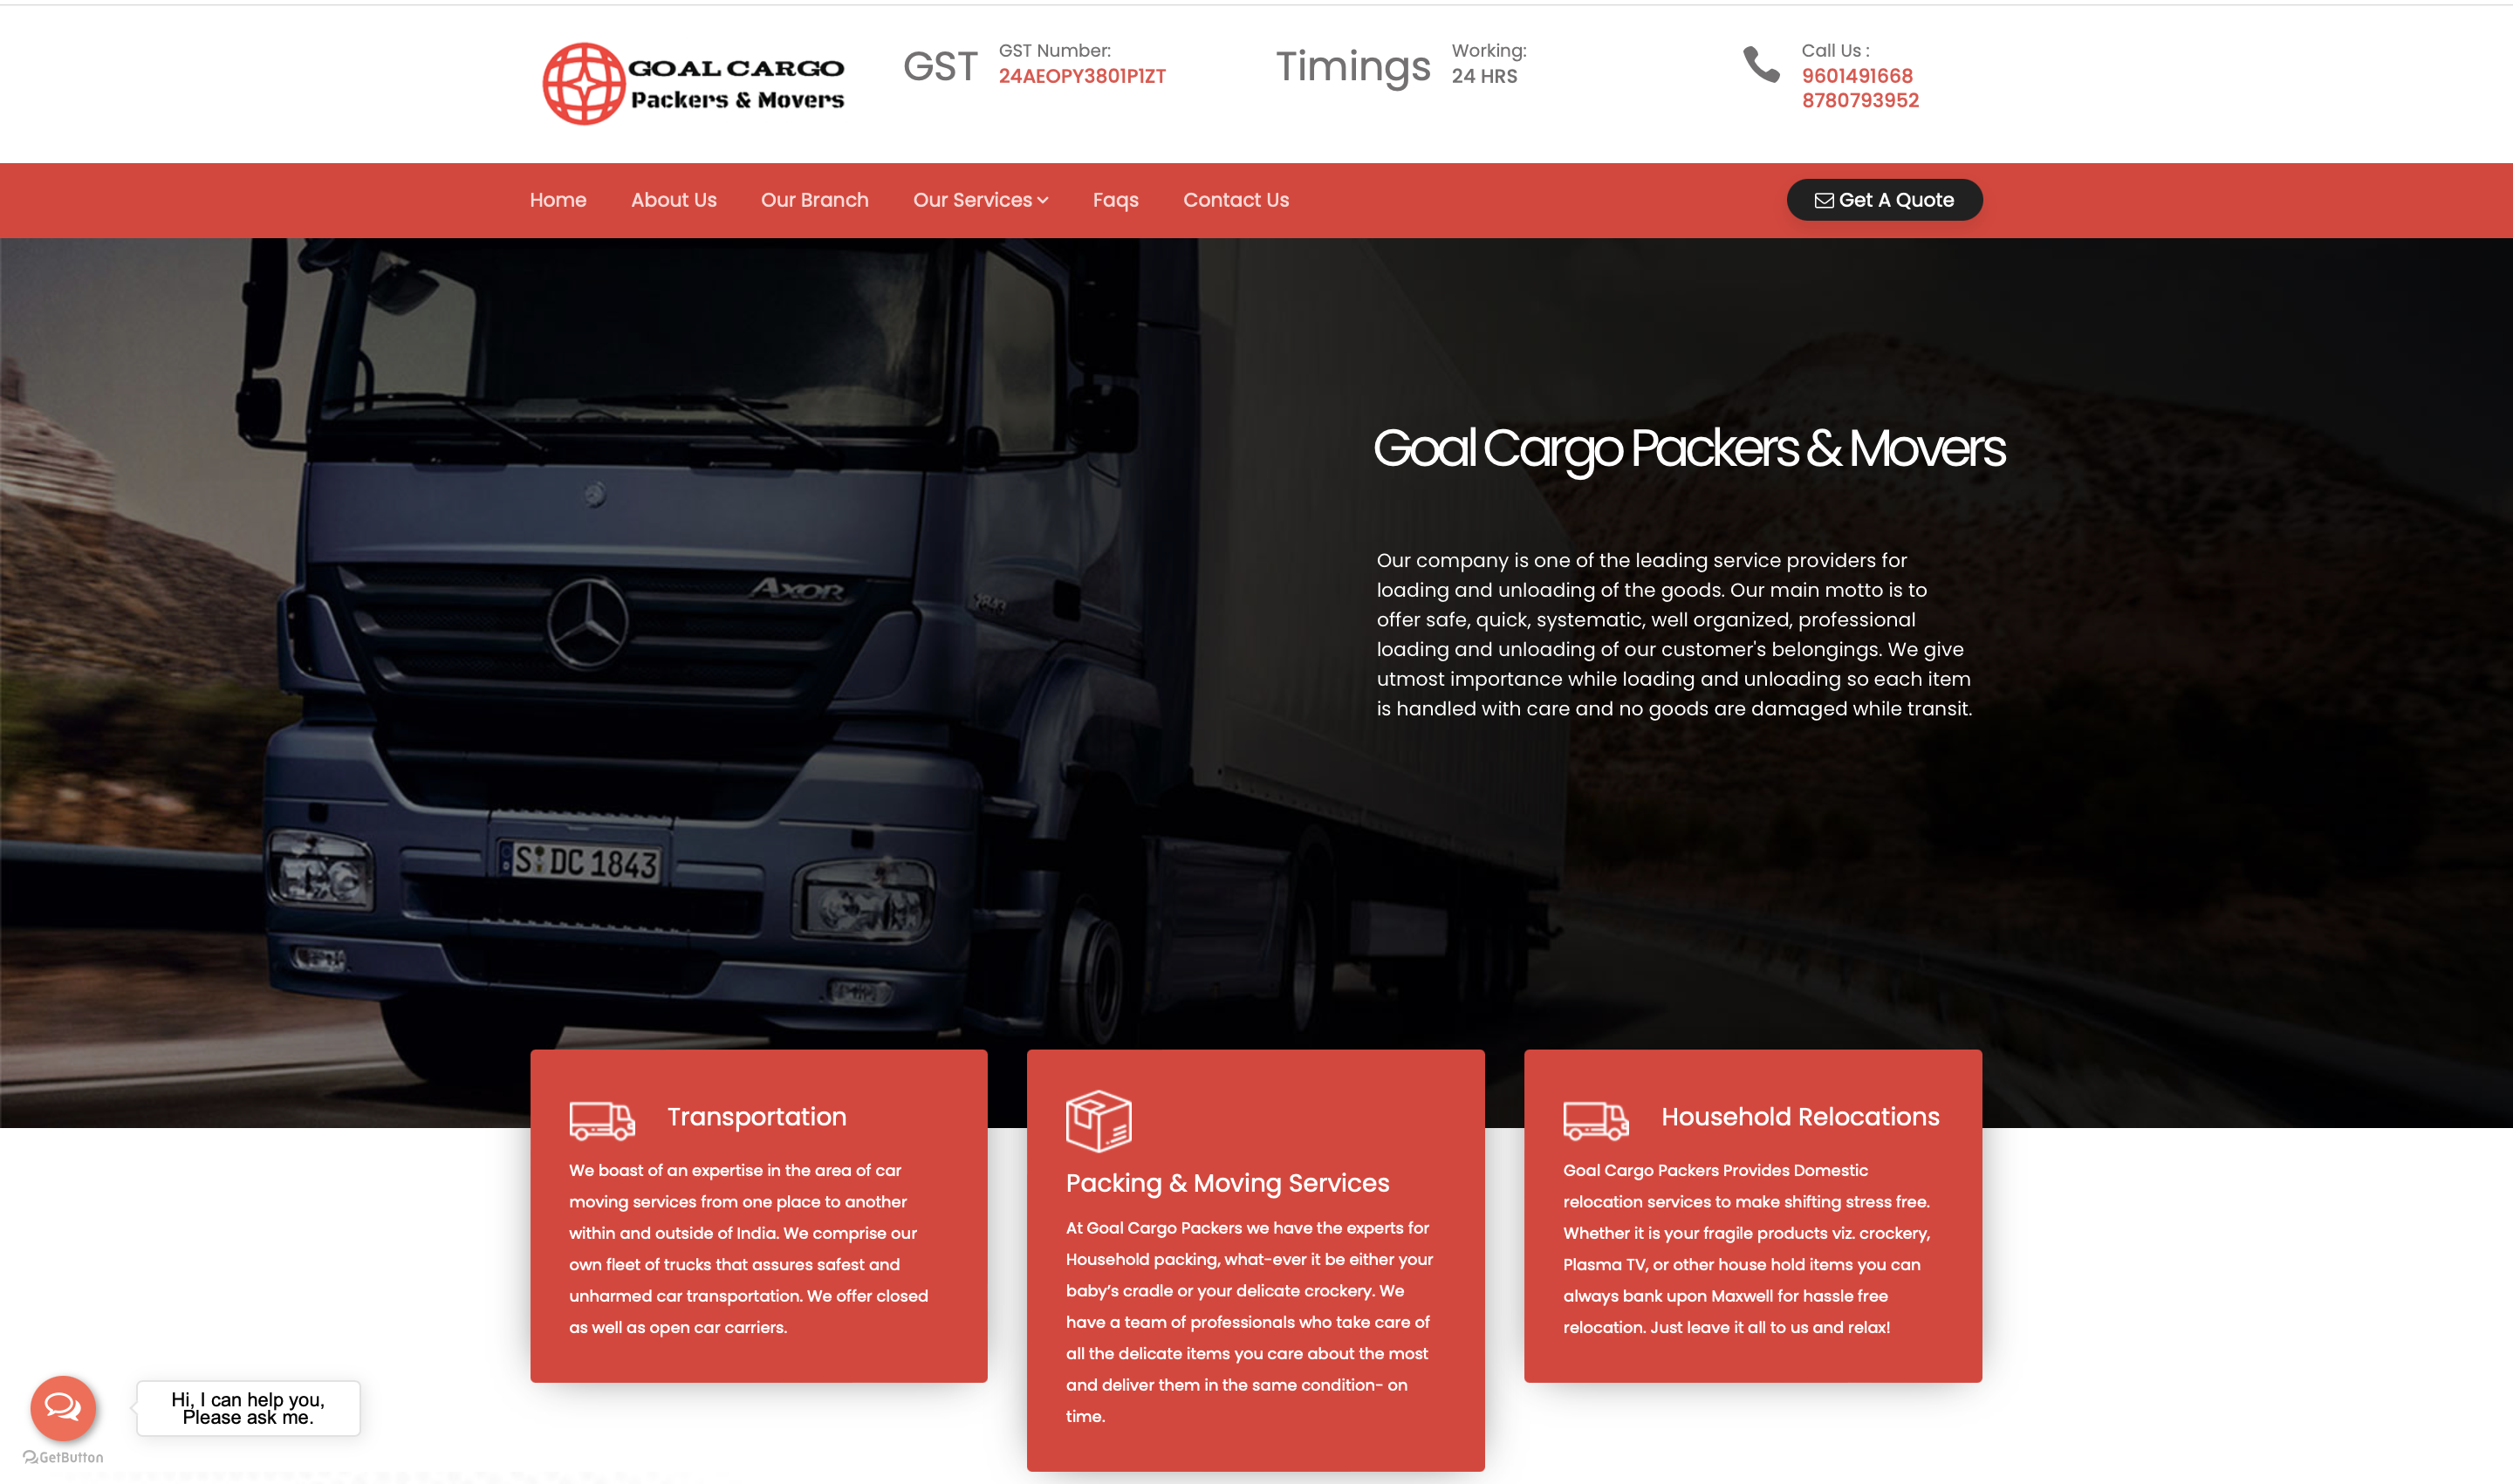 GOAL CARGO
Packers & Movers
GST
GST Number:
24AEOPY3801P1ZT
Timings
Working:
24 HRS
Call Us :
9601491668
8780793952
Home
About Us
Our Branch
Our Services
Faqs
Contact Us
Get A Quote
Goal Cargo Packers & Movers
Our company is one of the leading service providers for
loading and unloading of the goods. Our main motto is to
offer safe, quick, systematic, well organized, professional
loading and unloading of our customer's belongings. We give
utmost importance while loading and unloading so each item
is handled with care and no goods are damaged while transit.
AXOR
1843
S DC 1843
Transportation
We boast of an expertise in the area of car
moving services from one place to another
within and outside of India. We comprise our
own fleet of trucks that assures safest and
unharmed car transportation. We offer closed
as well as open car carriers.
Packing & Moving Services
At Goal Cargo Packers we have the experts for
Household packing, what-ever it be either your
baby’s cradle or your delicate crockery. We
have a team of professionals who take care of
all the delicate items you care about the most
and deliver them in the same condition- on
time.
Household Relocations
Goal Cargo Packers Provides Domestic
relocation services to make shifting stress free.
Whether it is your fragile products viz. crockery,
Plasma TV, or other house hold items you can
always bank upon Maxwell for hassle free
relocation. Just leave it all to us and relax!
Hi, I can help you,
Please ask me.
GetButton